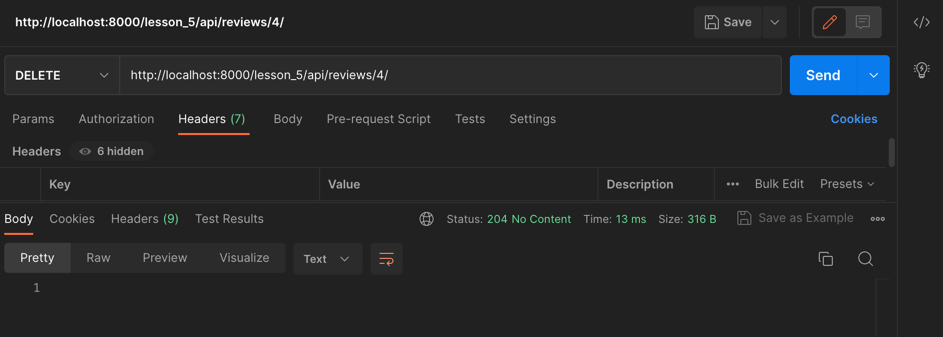 http://localhost:8000/lesson_5/api/reviews/4/ Save
DELETE http://localhost:8000/lesson_5/api/reviews/4/ Send
Params Authorization Headers (7) Body Pre-request Script Tests Settings Cookies
Headers 6 hidden
Key Value Description Bulk Edit Presets
Body Cookies Headers (9) Test Results Status: 204 No Content Time: 13 ms Size: 316 B Save as Example
Pretty Raw Preview Visualize Text
1